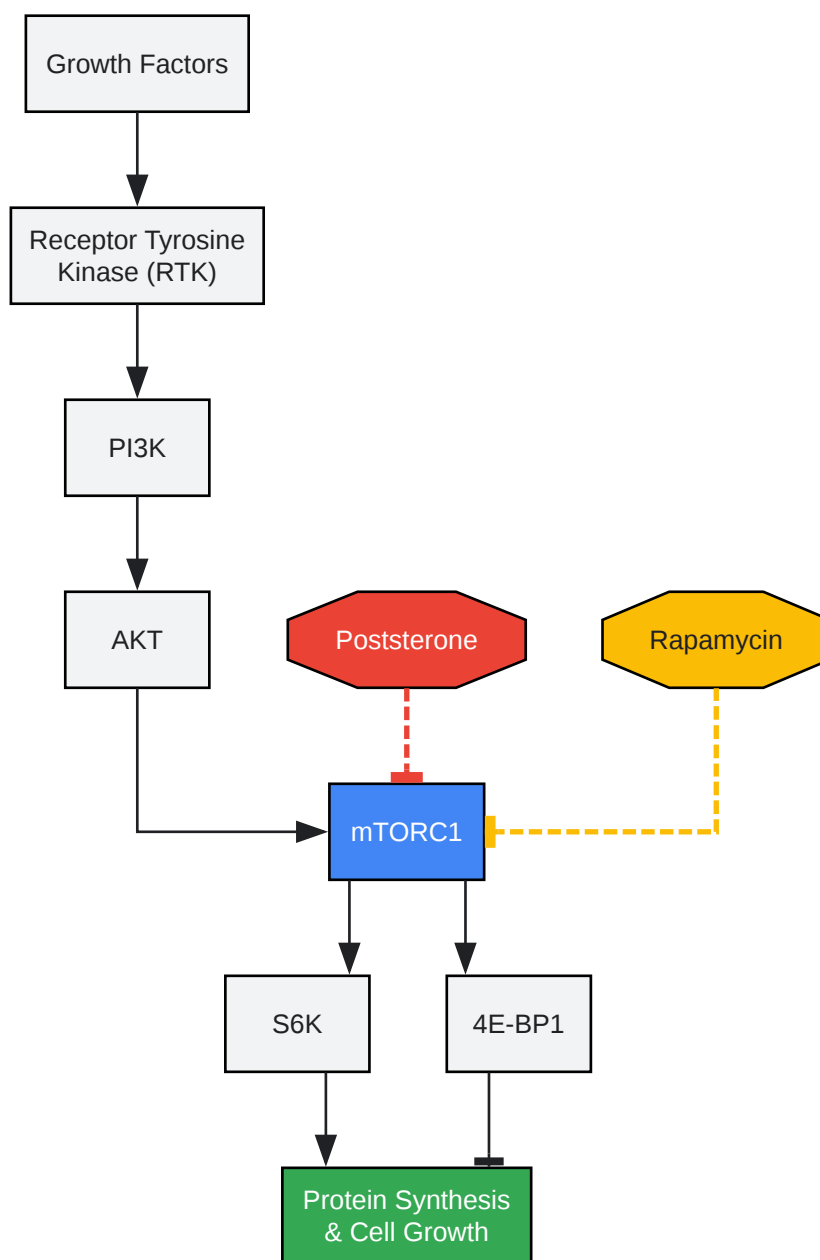 Growth Factors
Receptor Tyrosine
Kinase (RTK)
PI3K
AKT
Poststerone
Rapamycin
mTORC1
S6K
4E-BP1
Protein Synthesis
& Cell Growth